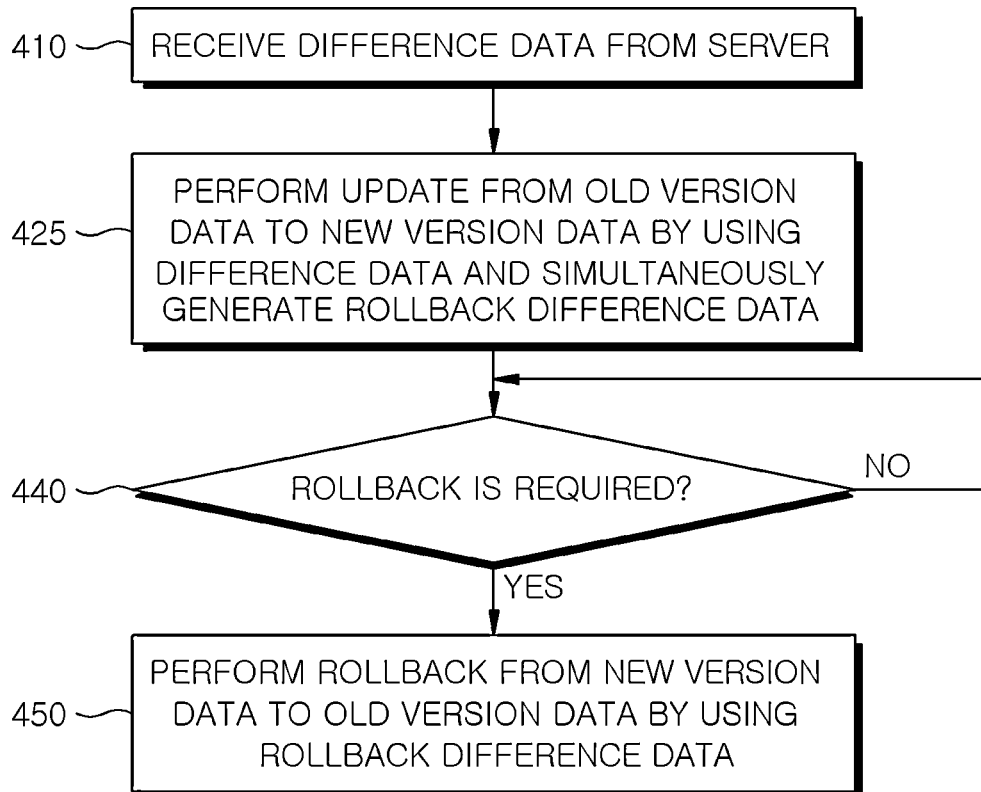 410
RECEIVE DIFFERENCE DATA FROM SERVER
425
PERFORM UPDATE FROM OLD VERSION
DATA TO NEW VERSION DATA BY USING
DIFFERENCE DATA AND SIMULTANEOUSLY
GENERATE ROLLBACK DIFFERENCE DATA
440
ROLLBACK IS REQUIRED?
NO
YES
450
PERFORM ROLLBACK FROM NEW VERSION
DATA TO OLD VERSION DATA BY USING
ROLLBACK DIFFERENCE DATA